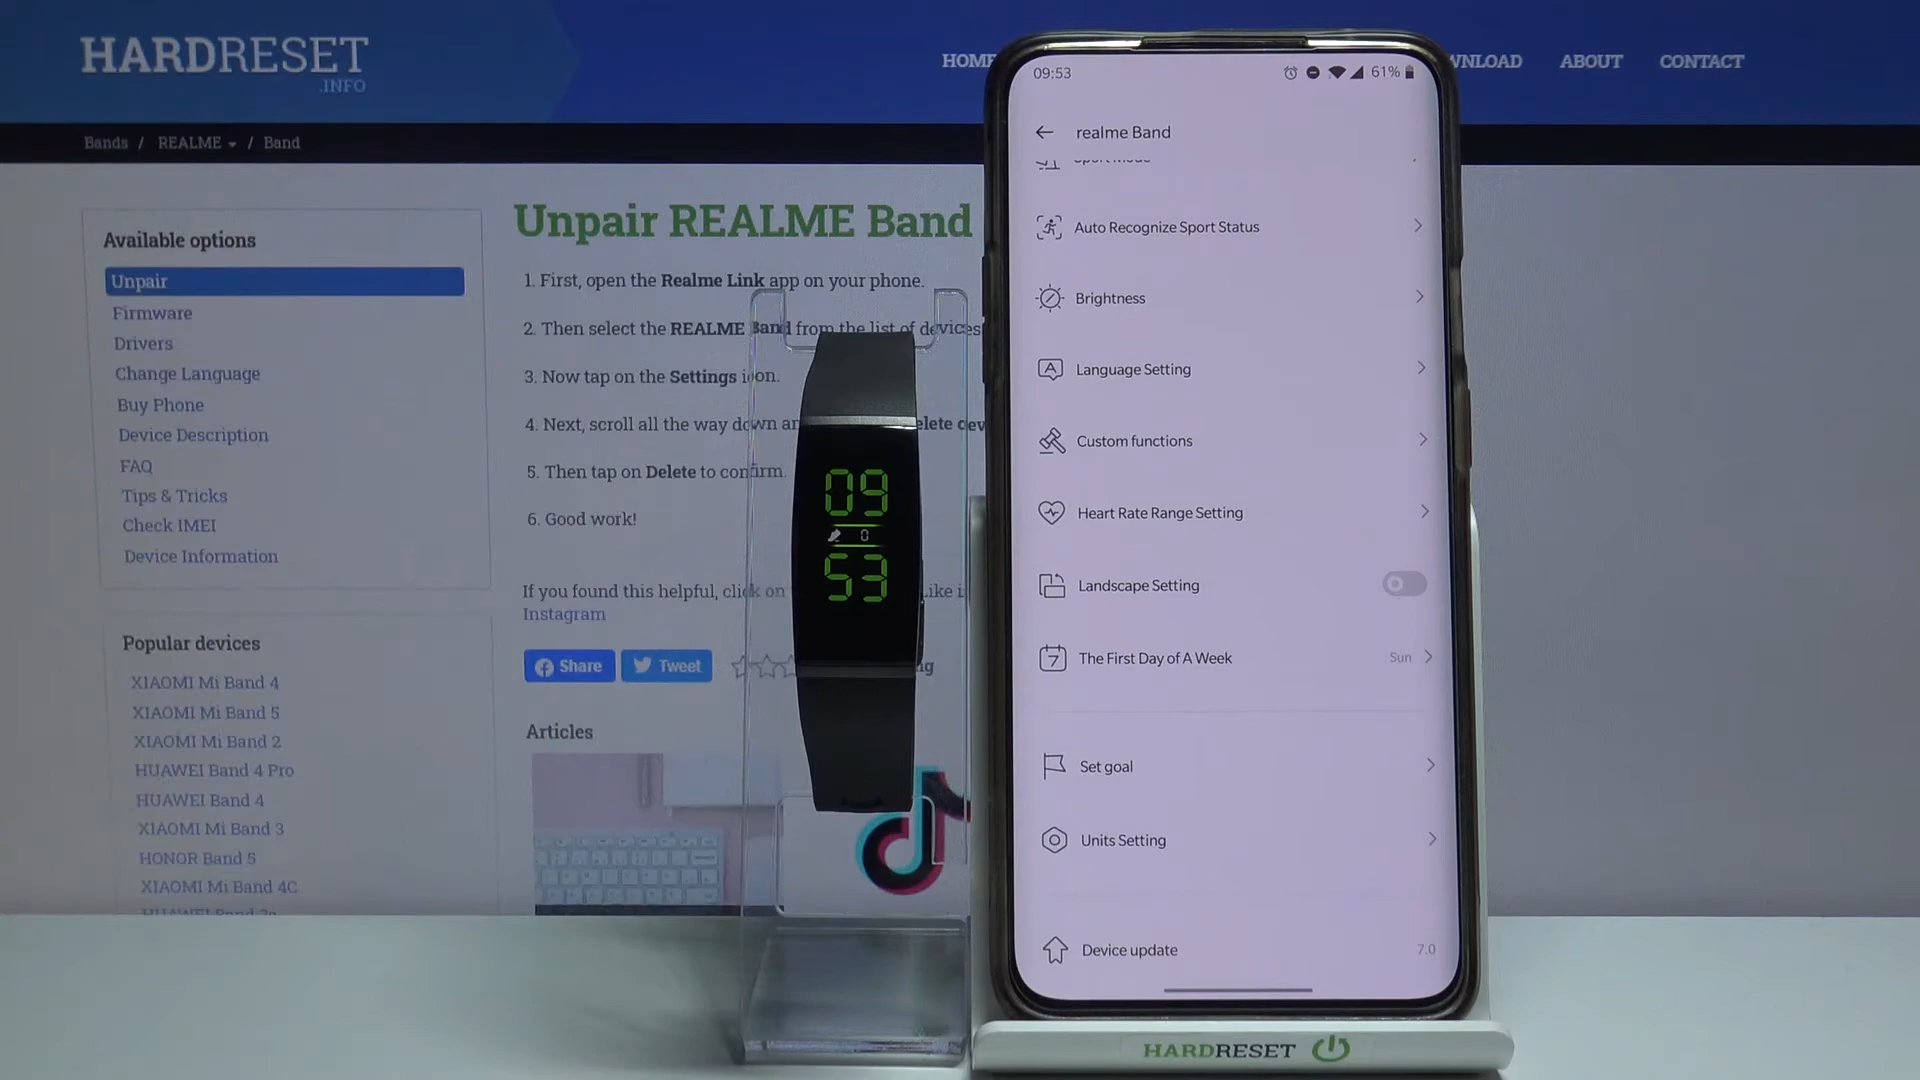 HARDRESET
.INFO
HOME
WNLOAD
ABOUT
CONTACT
Bands / REALME / Band
Available options
Unpair
Firmware
Drivers
Change Language
Buy Phone
Device Description
FAQ
Tips & Tricks
Check IMEI
Device Information
Popular devices
XIAOMI Mi Band 4
XIAOMI Mi Band 5
XIAOMI Mi Band 2
HUAWEI Band 4 Pro
HUAWEI Band 4
XIAOMI Mi Band 3
HONOR Band 5
XIAOMI Mi Band 4C
Unpair REALME Band
1. First, open the Realme Link app on your phone.
2. Then select the REALME Band from the list of devices
3. Now tap on the Settings icon.
4. Next, scroll all the way down
5. Then tap on Delete to confirm.
6. Good work!
If you found this helpful, click on Like
Instagram
Share
Tweet
Articles
09
0
53
09:53
61%
realme Band
Sport Mode
Auto Recognize Sport Status
Brightness
Language Setting
Custom functions
Heart Rate Range Setting
Landscape Setting
The First Day of A Week Sun
Set goal
Units Setting
Device update 7.0
HARDRESET